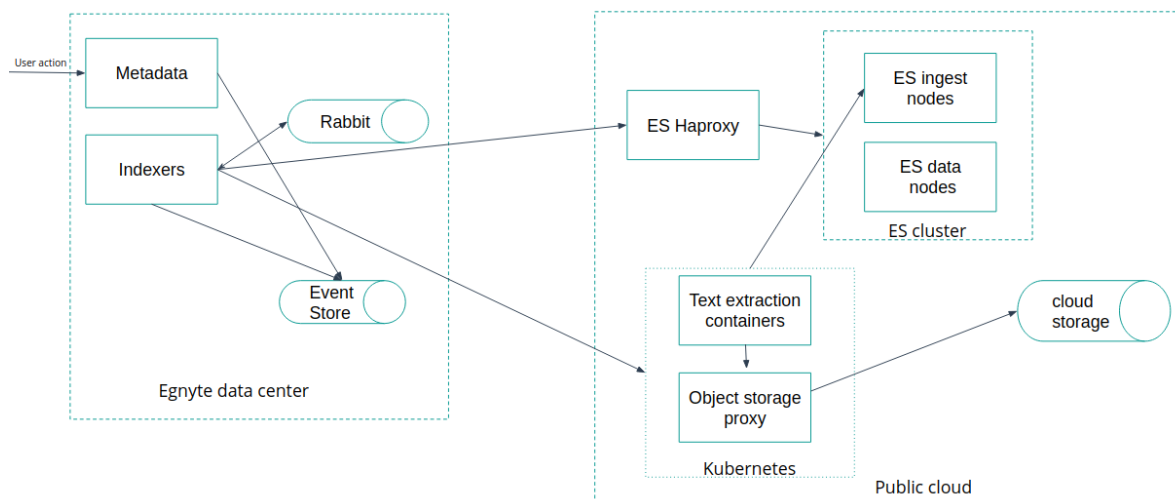 User action
Metadata
Indexers
Rabbit
Event
Store
Egnyte data center
ES Haproxy
ES ingest
nodes
ES data
nodes
ES cluster
Text extraction
containers
Object storage
proxy
Kubernetes
cloud
storage
Public cloud